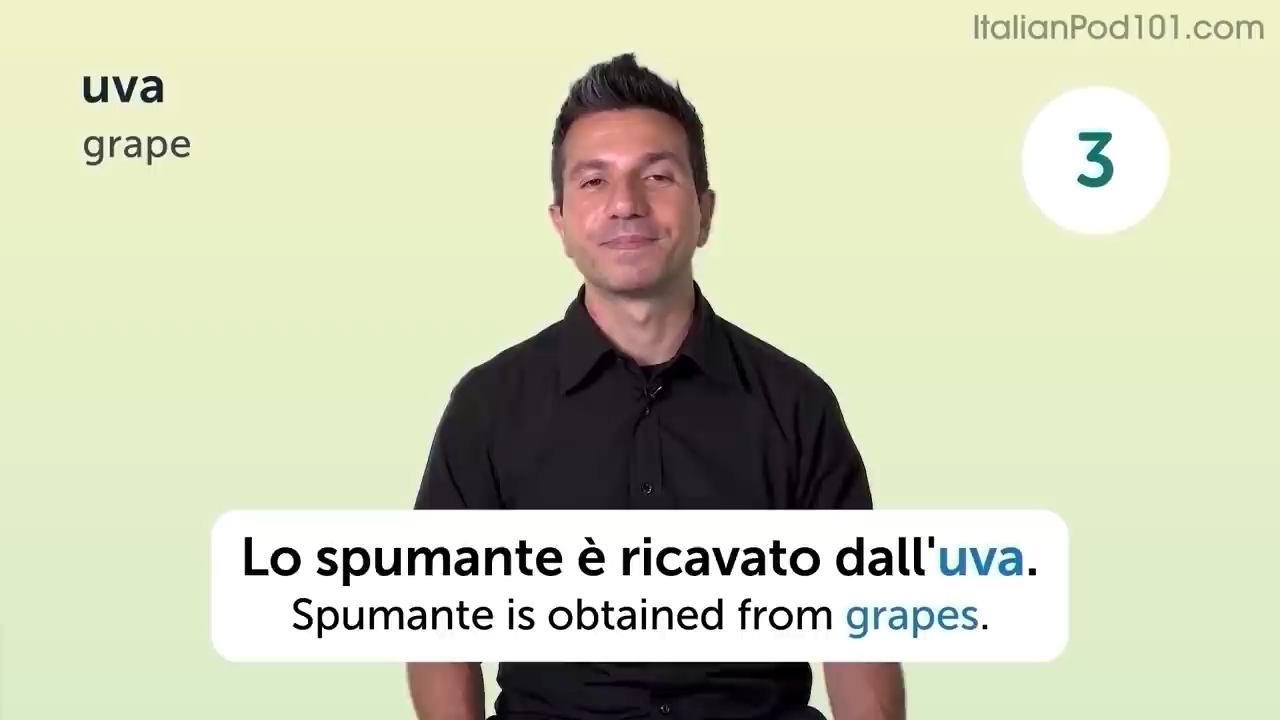 ItalianPod101.com
uva
grape
3
Lo spumante è ricavato dall'uva.
Spumante is obtained from grapes.